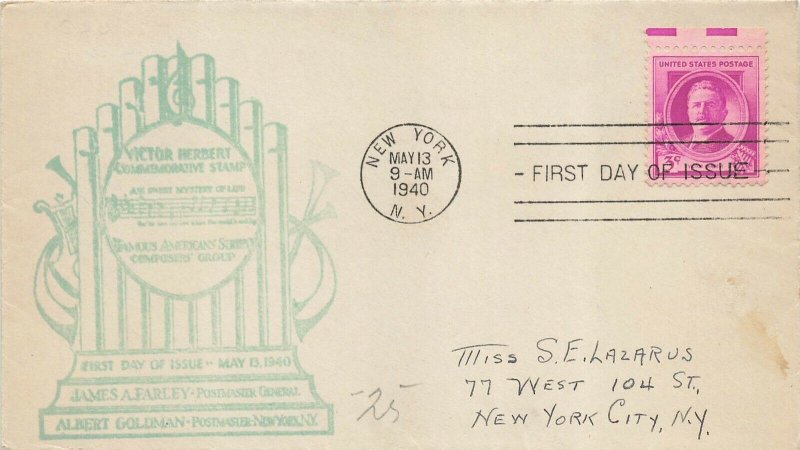 VICTOR HERBERT
COMMEMORATIVE STAMP
AH! SWEET MYSTERY OF LIFE
FAMOUS AMERICANS SERIES
COMPOSERS' GROUP
FIRST DAY OF ISSUE -- MAY 13, 1940
JAMES A. FARLEY - POSTMASTER GENERAL
ALBERT GOLDMAN - POSTMASTER - NEW YORK, N.Y.
NEW YORK
MAY 13
9-AM
1940
N. Y.
UNITED STATES POSTAGE
3¢
- FIRST DAY OF ISSUE -
-25-
MISS S.E. LAZARUS
77 WEST 104 ST,
NEW YORK CITY, N.Y.